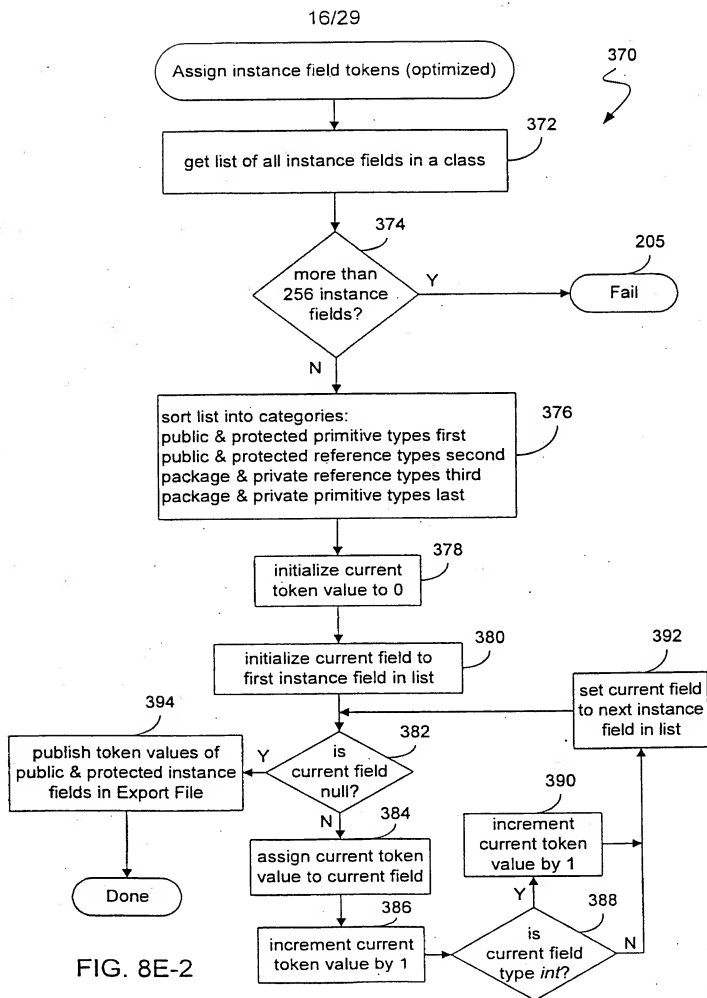 16/29
Assign instance field tokens (optimized)
370
372
get list of all instance fields in a class
374
more than
256 instance
fields?
Y
205
Fail
N
sort list into categories:
public & protected primitive types first
public & protected reference types second
package & private reference types third
package & private primitive types last
376
378
initialize current
token value to 0
380
initialize current field to
first instance field in list
392
set current field
to next instance
field in list
394
publish token values of
public & protected instance
fields in Export File
Y
382
is
current field
null?
N
384
assign current token
value to current field
390
increment
current token
value by 1
Done
386
increment current
token value by 1
Y
388
is
current field
type int?
N
FIG. 8E-2